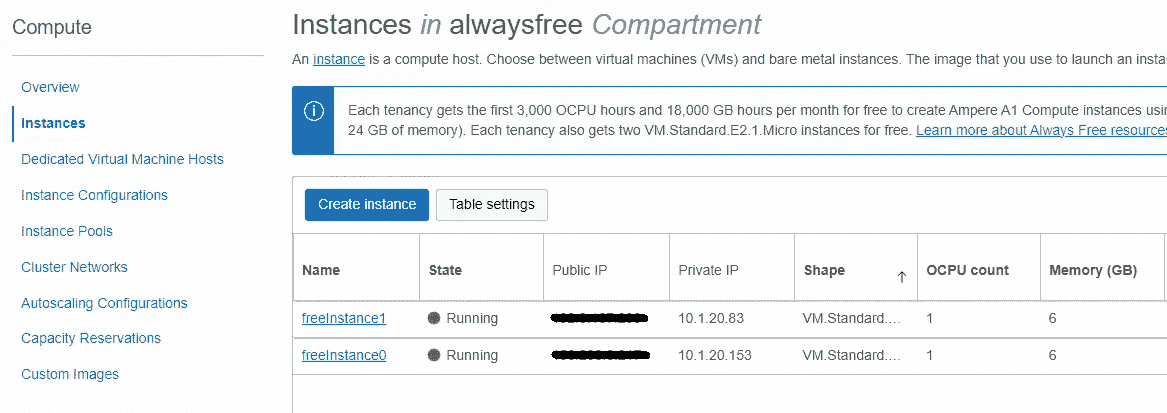 Compute
Overview
Instances
Dedicated Virtual Machine Hosts
Instance Configurations
Instance Pools
Cluster Networks
Autoscaling Configurations
Capacity Reservations
Custom Images
Instances in alwaysfree Compartment
An instance is a compute host. Choose between virtual machines (VMs) and bare metal instances. The image that you use to launch an
Each tenancy gets the first 3,000 OCPU hours and 18,000 GB hours per month for free to create Ampere A1 Compute instances
24 GB of memory). Each tenancy also gets two VM.Standard.E2.1.Micro instances for free. Learn more about Always Free resources
Create instance Table settings
Name State Public IP Private IP Shape ↑ OCPU count Memory (GB)
freeInstance1 Running 10.1.20.83 VM.Standard.... 1 6
freeInstance0 Running 10.1.20.153 VM.Standard.... 1 6